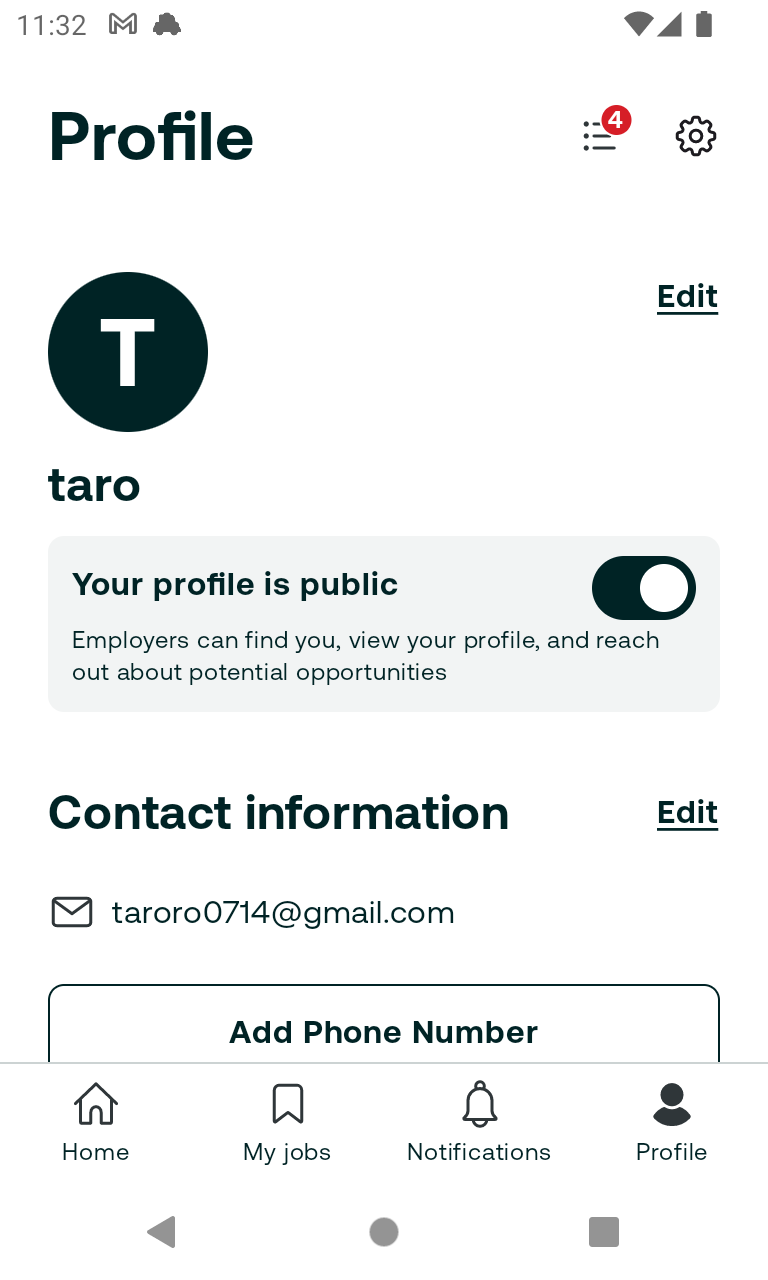 11:32
Profile
4
Edit
T
taro
Your profile is public
Employers can find you, view your profile, and reach
out about potential opportunities
Contact information
Edit
taroro0714@gmail.com
Add Phone Number
Home
My jobs
Notifications
Profile